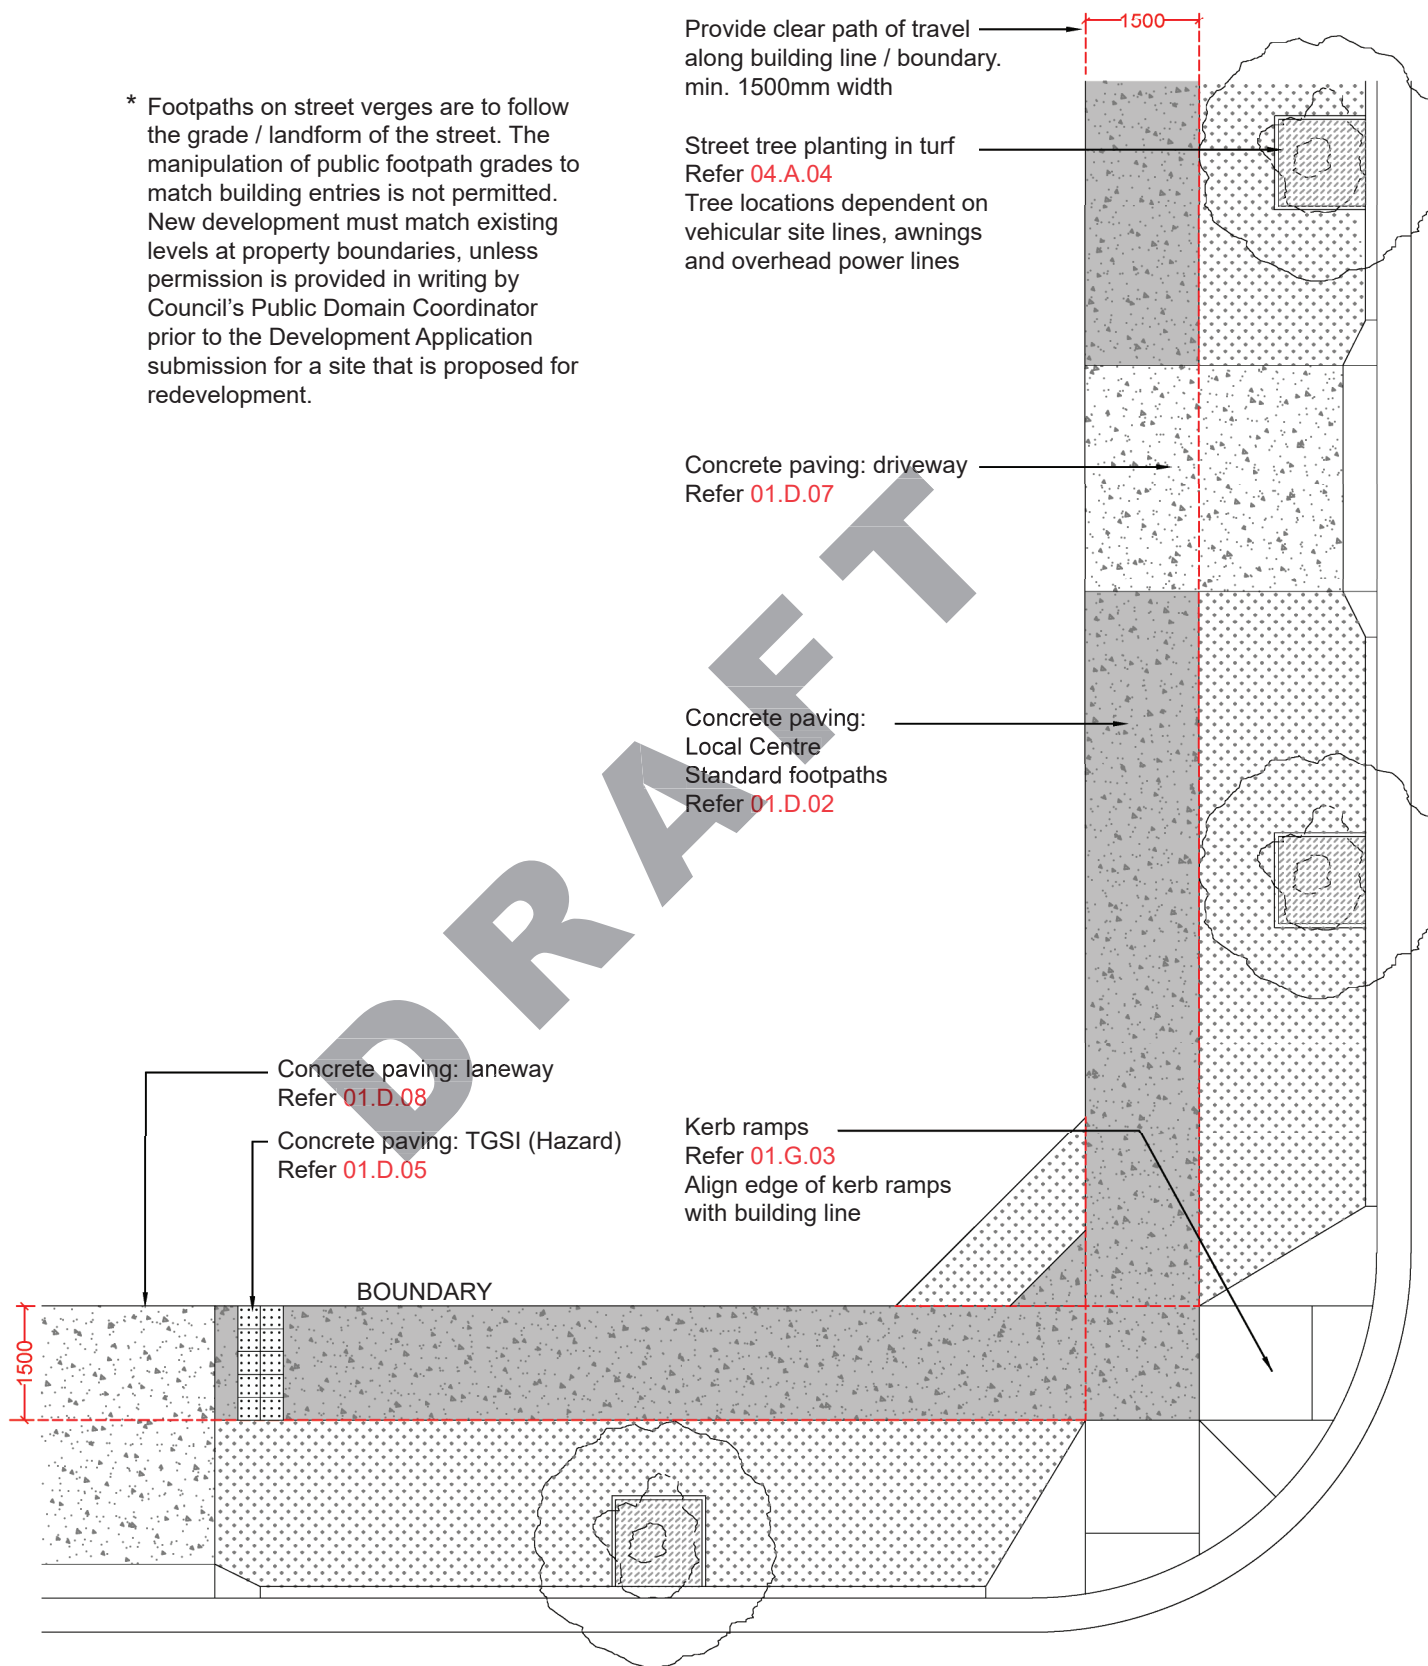 * Footpaths on street verges are to follow
the grade / landform of the street. The
manipulation of public footpath grades to
match building entries is not permitted.
New development must match existing
levels at property boundaries, unless
permission is provided in writing by
Council’s Public Domain Coordinator
prior to the Development Application
submission for a site that is proposed for
redevelopment.
Provide clear path of travel
along building line / boundary.
min. 1500mm width
1500
Street tree planting in turf
Refer 04.A.04
Tree locations dependent on
vehicular site lines, awnings
and overhead power lines
Concrete paving: driveway
Refer 01.D.07
Concrete paving:
Local Centre
Standard footpaths
Refer 01.D.02
DRAFT
Concrete paving: laneway
Refer 01.D.08
Concrete paving: TGSI (Hazard)
Refer 01.D.05
Kerb ramps
Refer 01.G.03
Align edge of kerb ramps
with building line
BOUNDARY
1500